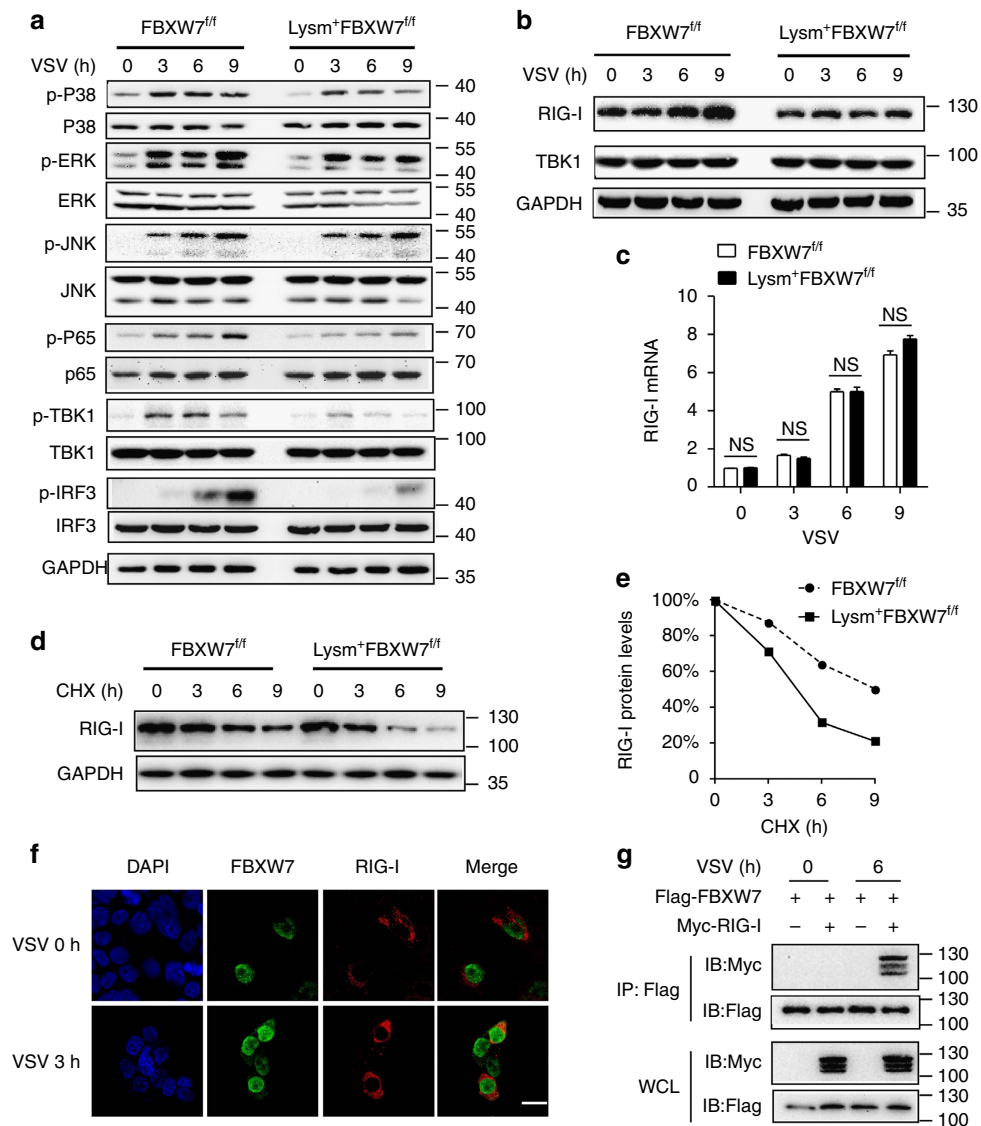 a
FBXW7f/f Lysm+FBXW7f/f
VSV (h) 0 3 6 9 0 3 6 9
p-P38 40
P38 40
p-ERK 55
40
ERK 55
40
p-JNK 55
40
JNK 55
40
p-P65 70
p65 70
p-TBK1 100
TBK1 100
p-IRF3 40
IRF3 40
GAPDH 35
b
FBXW7f/f Lysm+FBXW7f/f
VSV (h) 0 3 6 9 0 3 6 9
RIG-I 130
TBK1 100
GAPDH 35
c
FBXW7f/f
Lysm+FBXW7f/f
RIG-I mRNA
10
8
6
4
2
0
NS NS NS NS
0 3 6 9
VSV
d
FBXW7f/f Lysm+FBXW7f/f
CHX (h) 0 3 6 9 0 3 6 9
RIG-I 130
100
GAPDH 35
e
FBXW7f/f
Lysm+FBXW7f/f
RIG-I protein levels
100%
80%
60%
40%
20%
0
0 3 6 9
CHX (h)
f
DAPI FBXW7 RIG-I Merge
VSV 0 h
VSV 3 h
g
VSV (h) 0 6
Flag-FBXW7 + + + +
Myc-RIG-I − + − +
IP: Flag
IB:Myc 130
100
IB:Flag 130
100
WCL
IB:Myc 130
100
IB:Flag 130
100